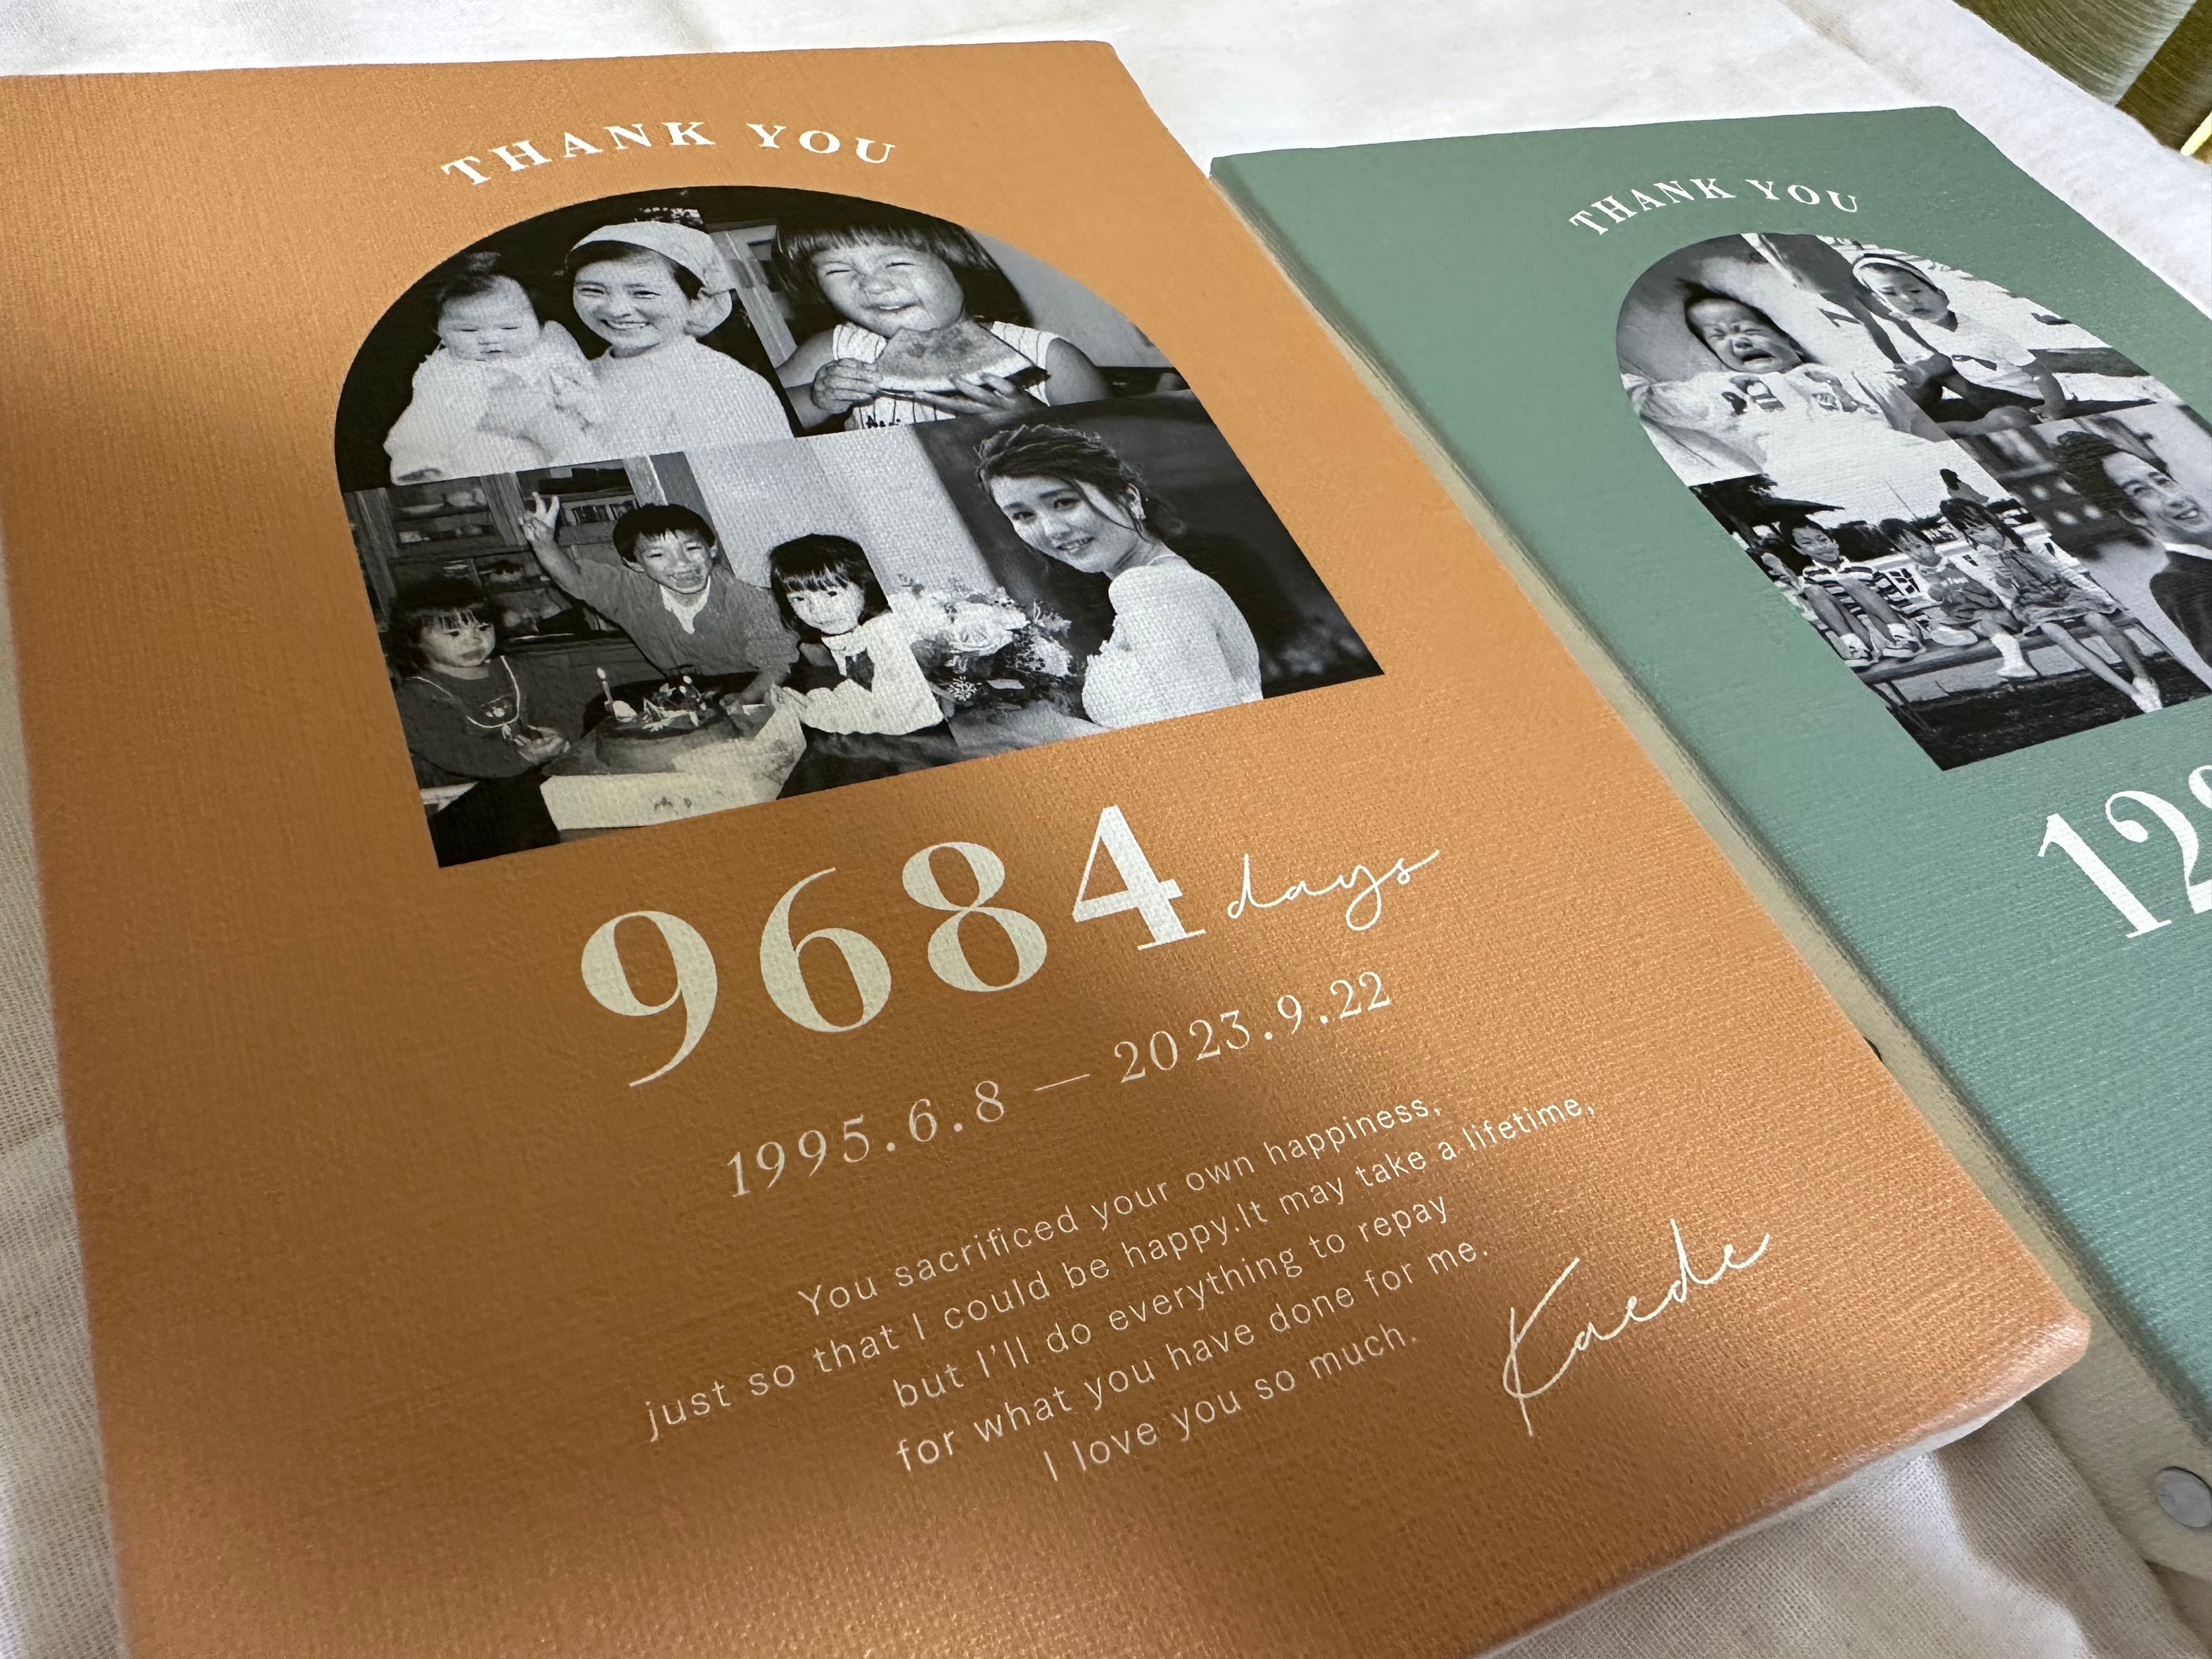 THANK YOU
9684 days
1995.6.8 — 2023.9.22
You sacrificed your own happiness,
just so that I could be happy.It may take a lifetime,
but I'll do everything to repay
for what you have done for me.
I love you so much.
Kaede
THANK YOU